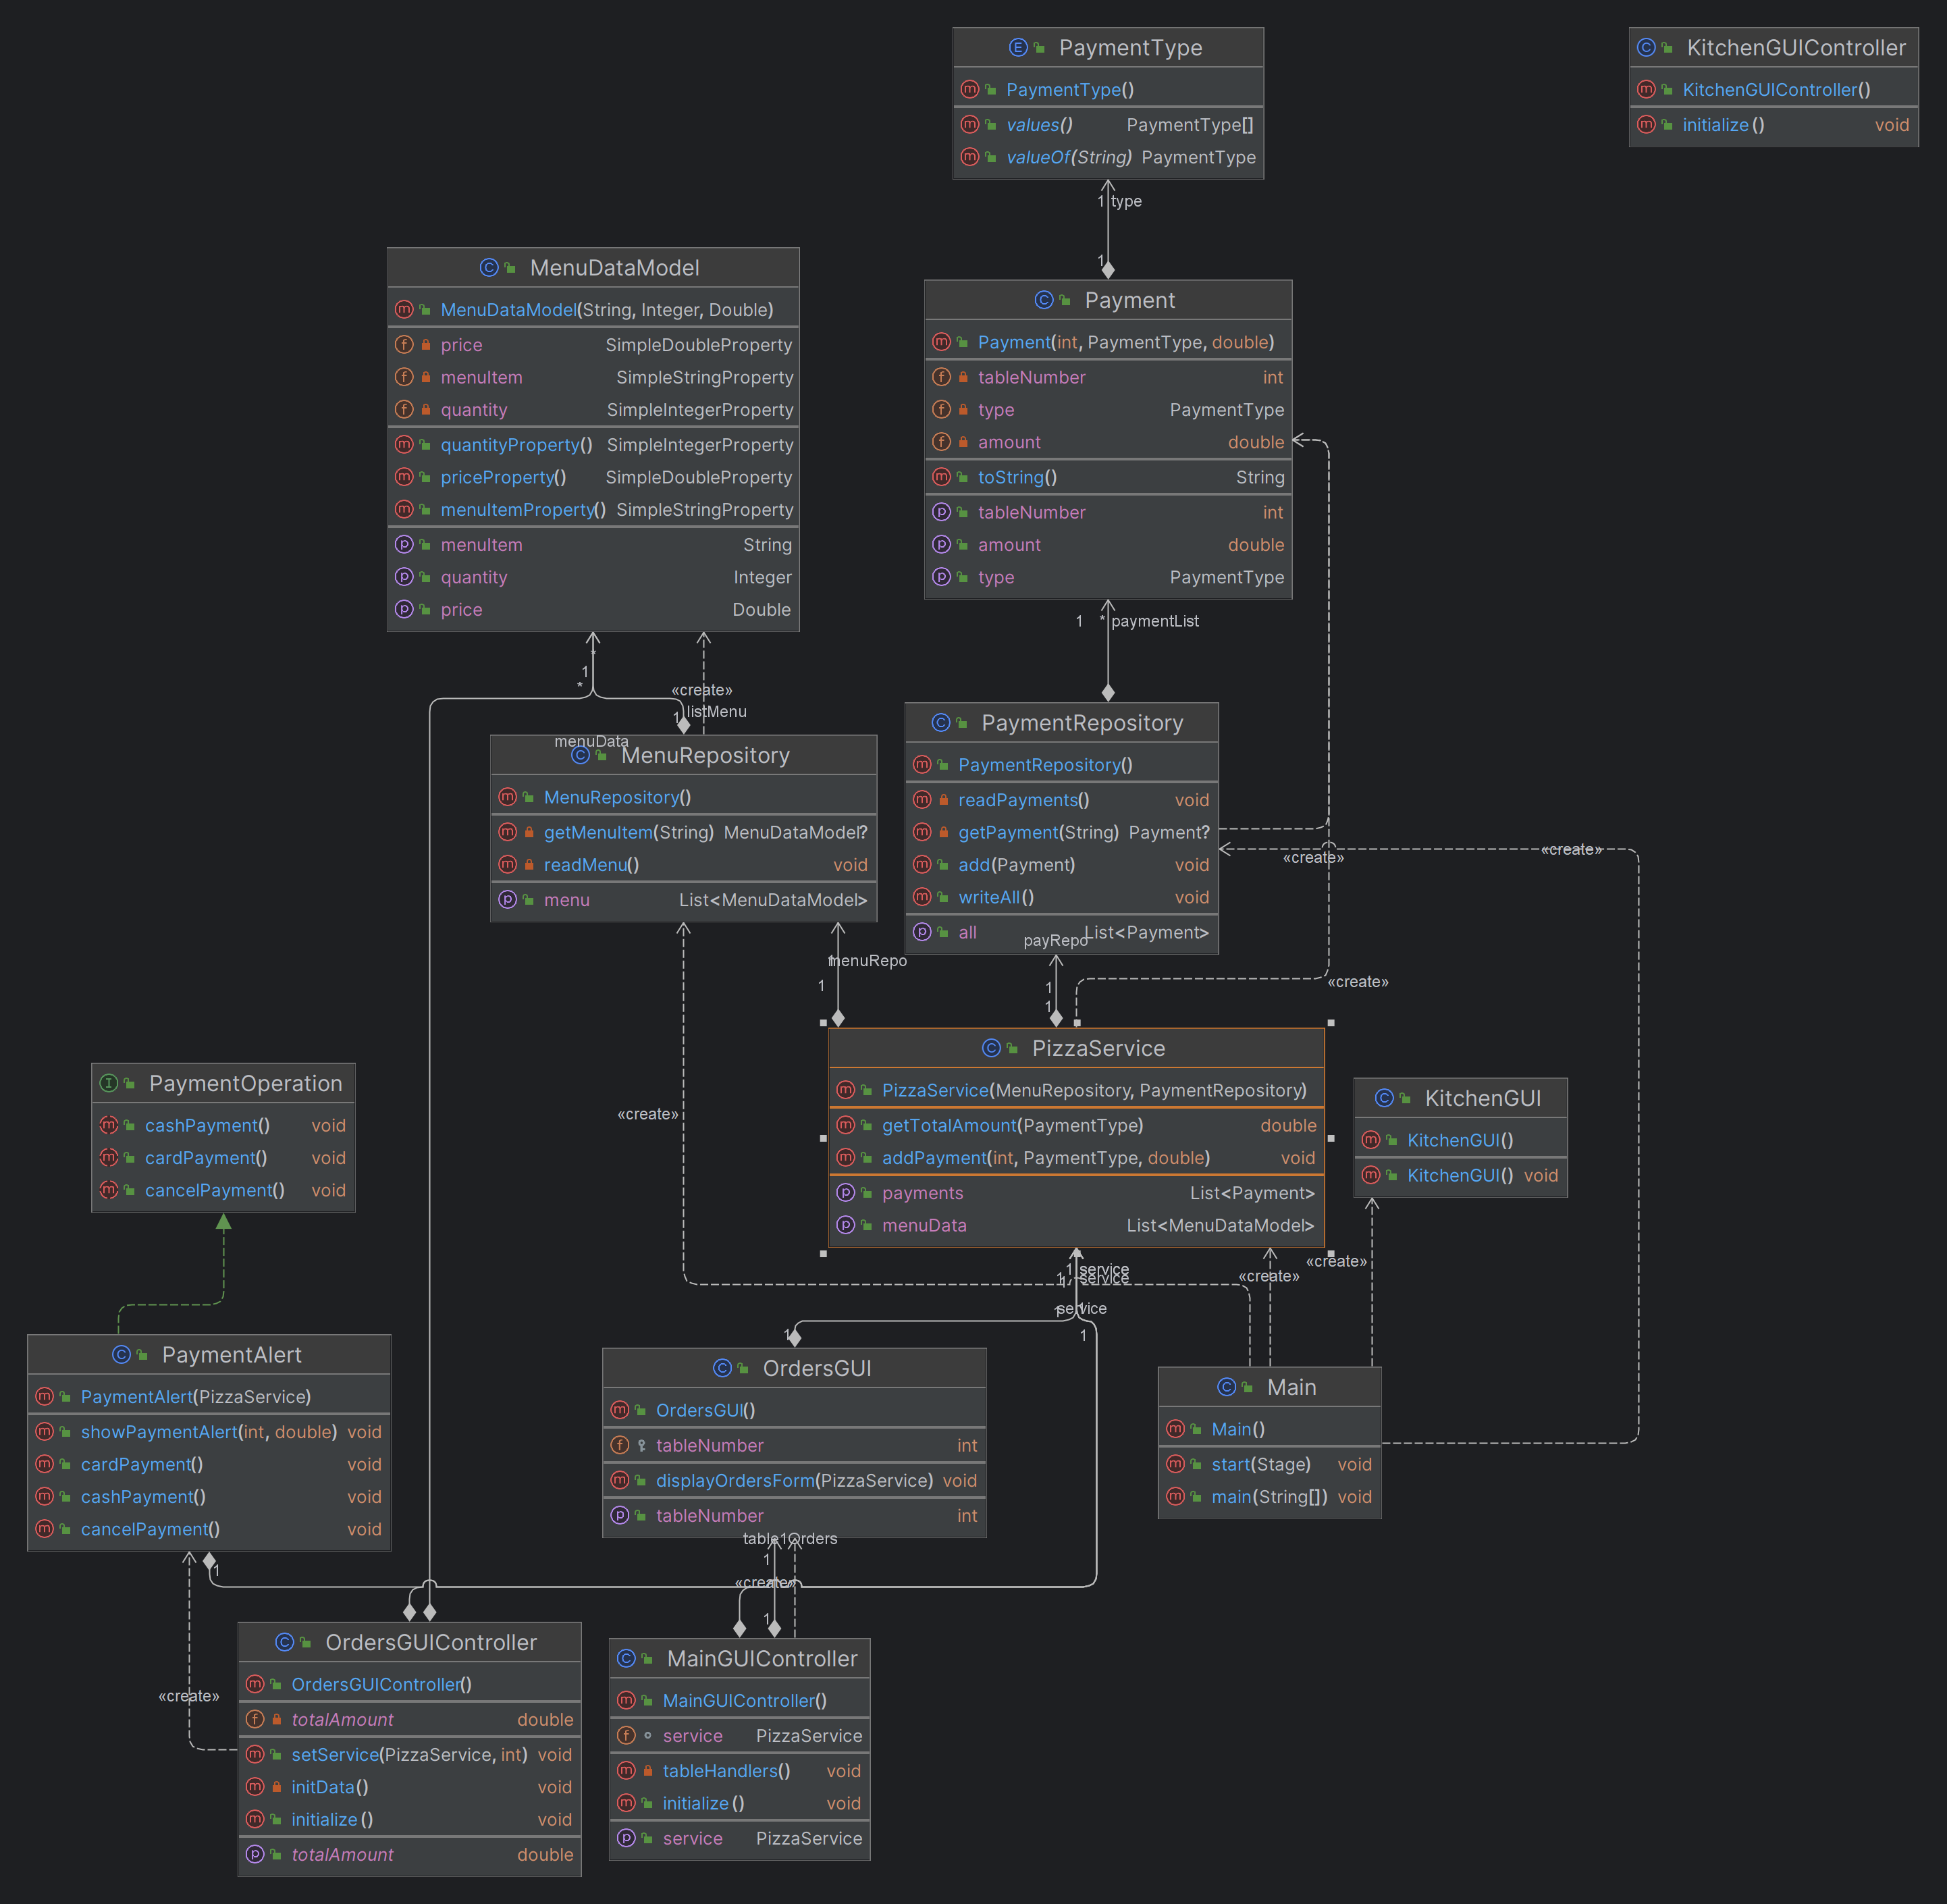 PaymentType
PaymentType()
values() PaymentType[]
valueOf(String) PaymentType
KitchenGUIController
KitchenGUIController()
initialize() void
1 type
1
MenuDataModel
MenuDataModel(String, Integer, Double)
price SimpleDoubleProperty
menuItem SimpleStringProperty
quantity SimpleIntegerProperty
quantityProperty() SimpleIntegerProperty
priceProperty() SimpleDoubleProperty
menuItemProperty() SimpleStringProperty
menuItem String
quantity Integer
price Double
Payment
Payment(int, PaymentType, double)
tableNumber int
type PaymentType
amount double
toString() String
tableNumber int
amount double
type PaymentType
1 * paymentList
*
1
*
«create»
1 listMenu
menuData
MenuRepository
MenuRepository()
getMenuItem(String) MenuDataModel?
readMenu() void
menu List<MenuDataModel>
PaymentRepository
PaymentRepository()
readPayments() void
getPayment(String) Payment?
add(Payment) void
writeAll() void
all List<Payment>
«create»
«create»
payRepo
1
menuRepo
1
1
1
«create»
PizzaService
PizzaService(MenuRepository, PaymentRepository)
getTotalAmount(PaymentType) double
addPayment(int, PaymentType, double) void
payments List<Payment>
menuData List<MenuDataModel>
PaymentOperation
cashPayment() void
cardPayment() void
cancelPayment() void
«create»
KitchenGUI
KitchenGUI()
KitchenGUI() void
«create»
«create»
1 service
1 1 service
1 service
1
1
1
PaymentAlert
PaymentAlert(PizzaService)
showPaymentAlert(int, double) void
cardPayment() void
cashPayment() void
cancelPayment() void
1
OrdersGUI
OrdersGUI()
tableNumber int
displayOrdersForm(PizzaService) void
tableNumber int
Main
Main()
start(Stage) void
main(String[]) void
table1Orders
1
«create»
1
«create»
OrdersGUIController
OrdersGUIController()
totalAmount double
setService(PizzaService, int) void
initData() void
initialize() void
totalAmount double
MainGUIController
MainGUIController()
service PizzaService
tableHandlers() void
initialize() void
service PizzaService